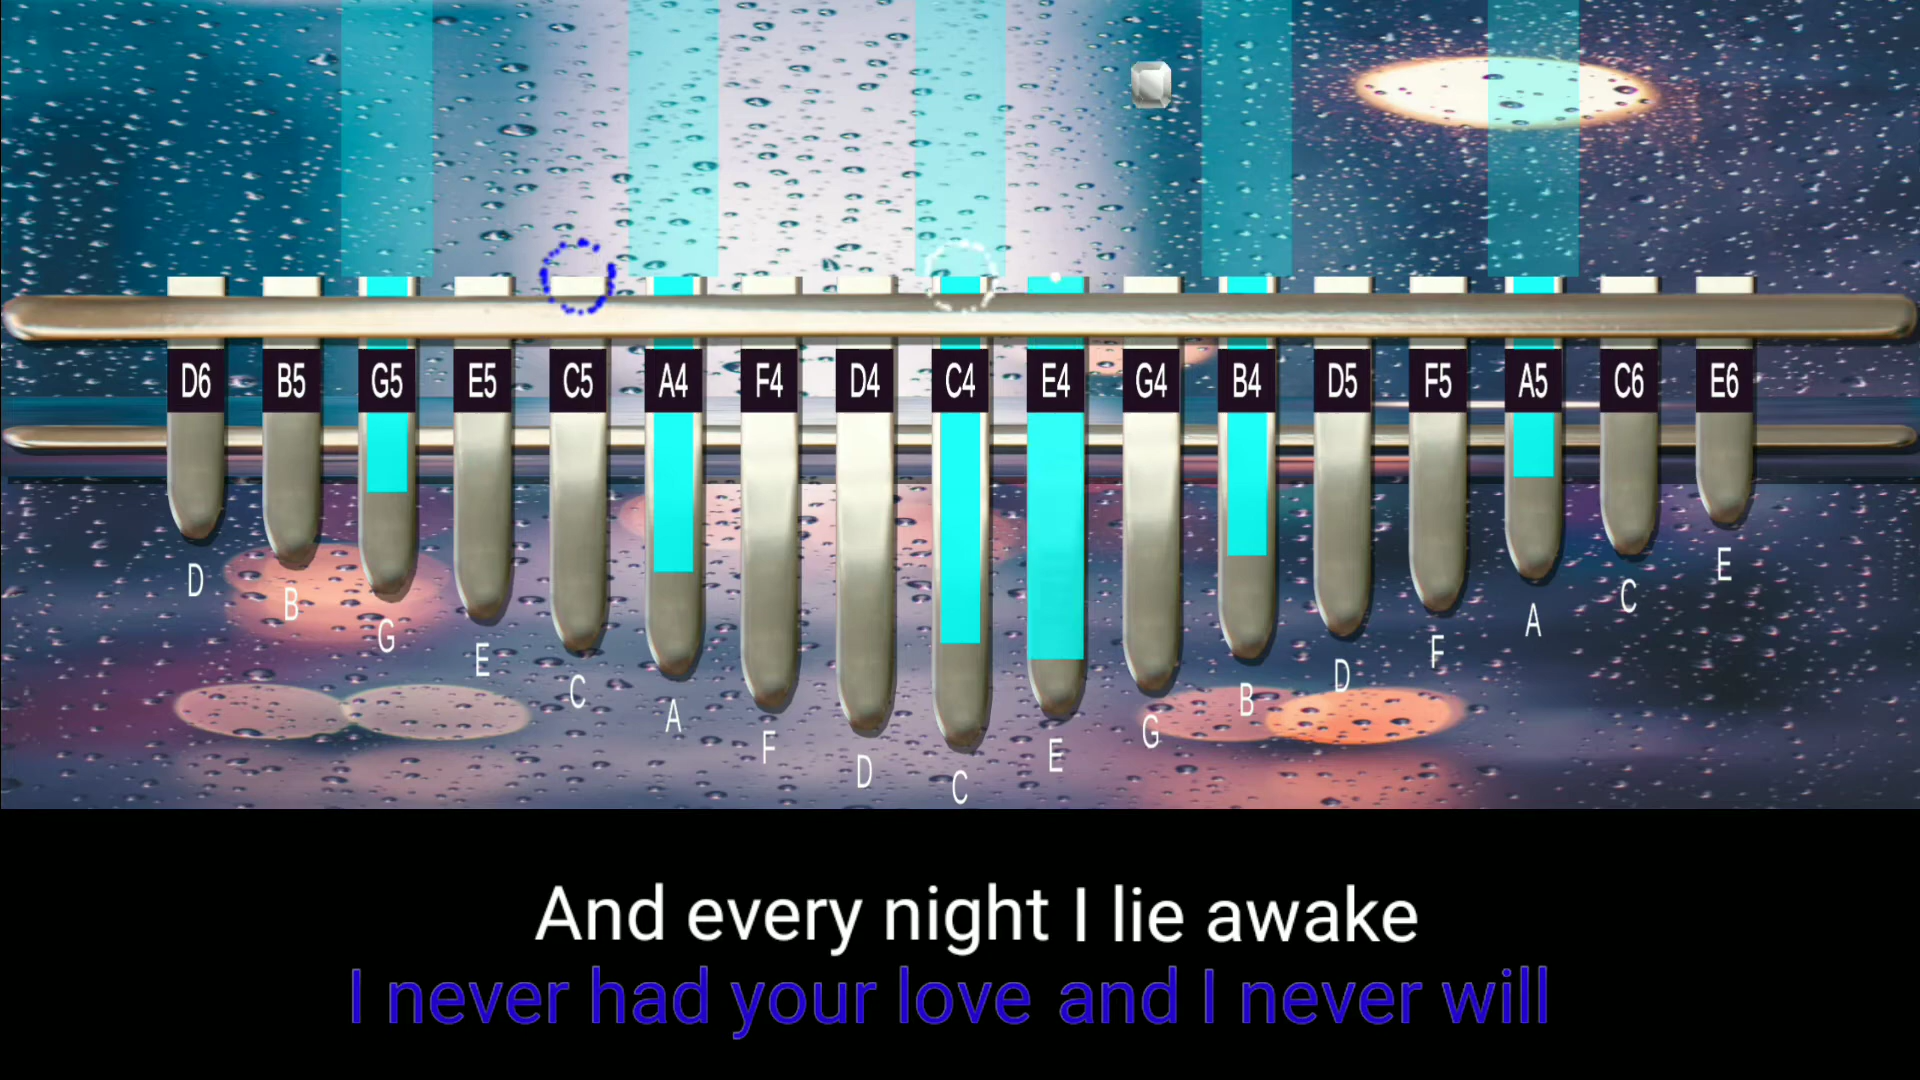 D6 B5 G5 E5 C5 A4 F4 D4 C4 E4 G4 B4 D5 F5 A5 C6 E6
D B G E C A F D C E G B D F A C E
And every night I lie awake
I never had your love and I never will